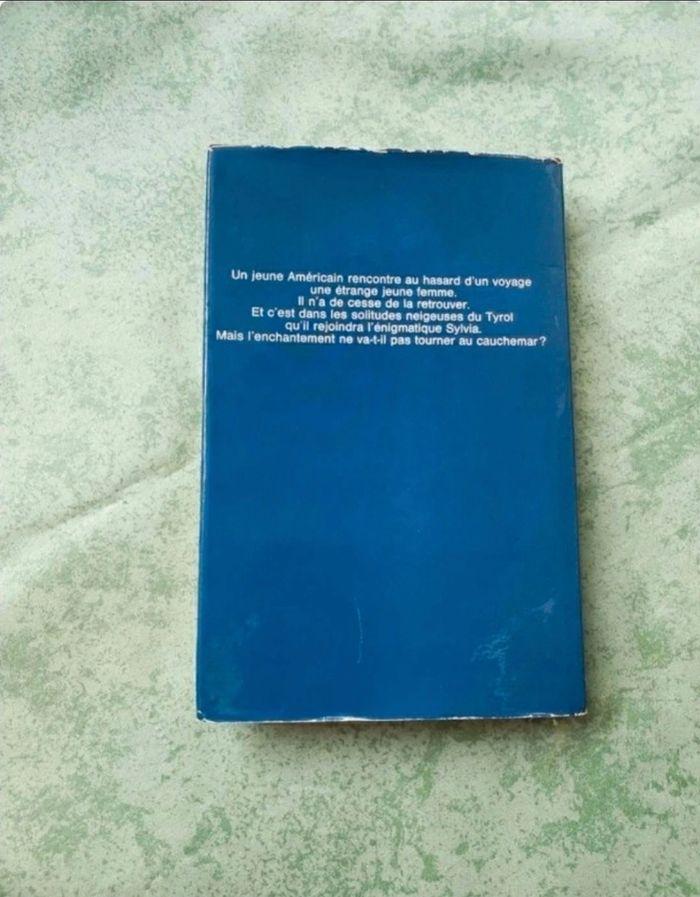 Un jeune Américain rencontre au hasard d'un voyage
une étrange jeune femme.
Il n'a de cesse de la retrouver.
Et c'est dans les solitudes neigeuses du Tyrol
qu'il rejoindra l'énigmatique Sylvia.
Mais l'enchantement ne va-t-il pas tourner au cauchemar ?